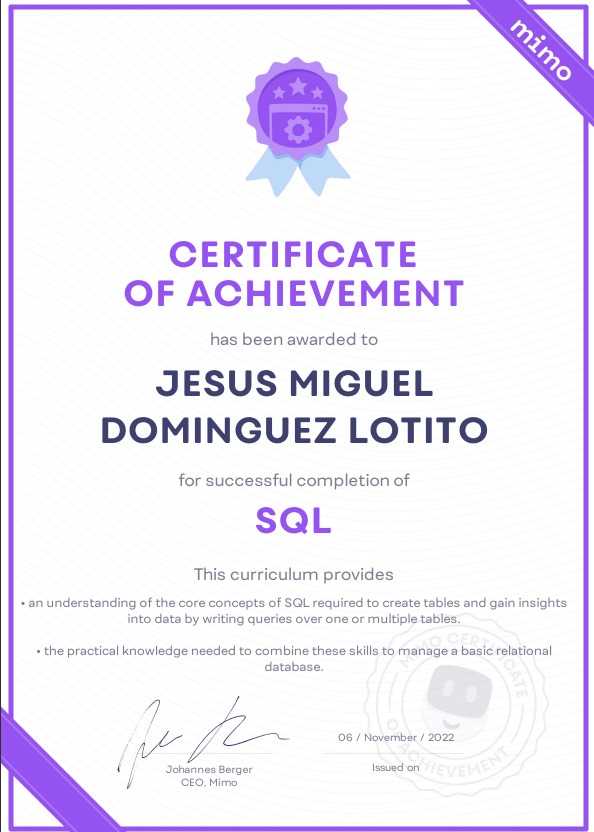 mimo
CERTIFICATE
OF ACHIEVEMENT
has been awarded to
JESUS MIGUEL
DOMINGUEZ LOTITO
for successful completion of
SQL
This curriculum provides
• an understanding of the core concepts of SQL required to create tables and gain insights
into data by writing queries over one or multiple tables.
• the practical knowledge needed to combine these skills to manage a basic relational
database.
MIMO CERTIFICATE
OF ACHIEVEMENT
06 / November / 2022
Issued on
Johannes Berger
CEO, Mimo